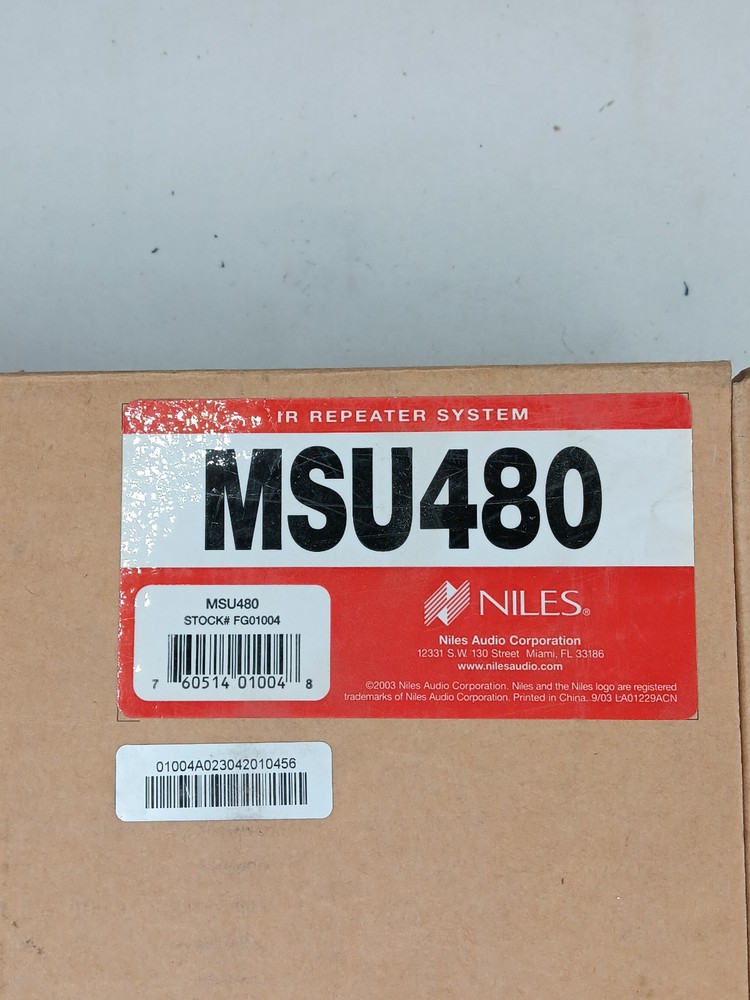 IR REPEATER SYSTEM
MSU480
MSU480
STOCK# FG01004
7 60514 01004 8
NILES®
Niles Audio Corporation
12331 S.W. 130 Street Miami, FL 33186
www.nilesaudio.com
©2003 Niles Audio Corporation. Niles and the Niles logo are registered
trademarks of Niles Audio Corporation. Printed in China. 9/03 LA01229ACN
01004A023042010456